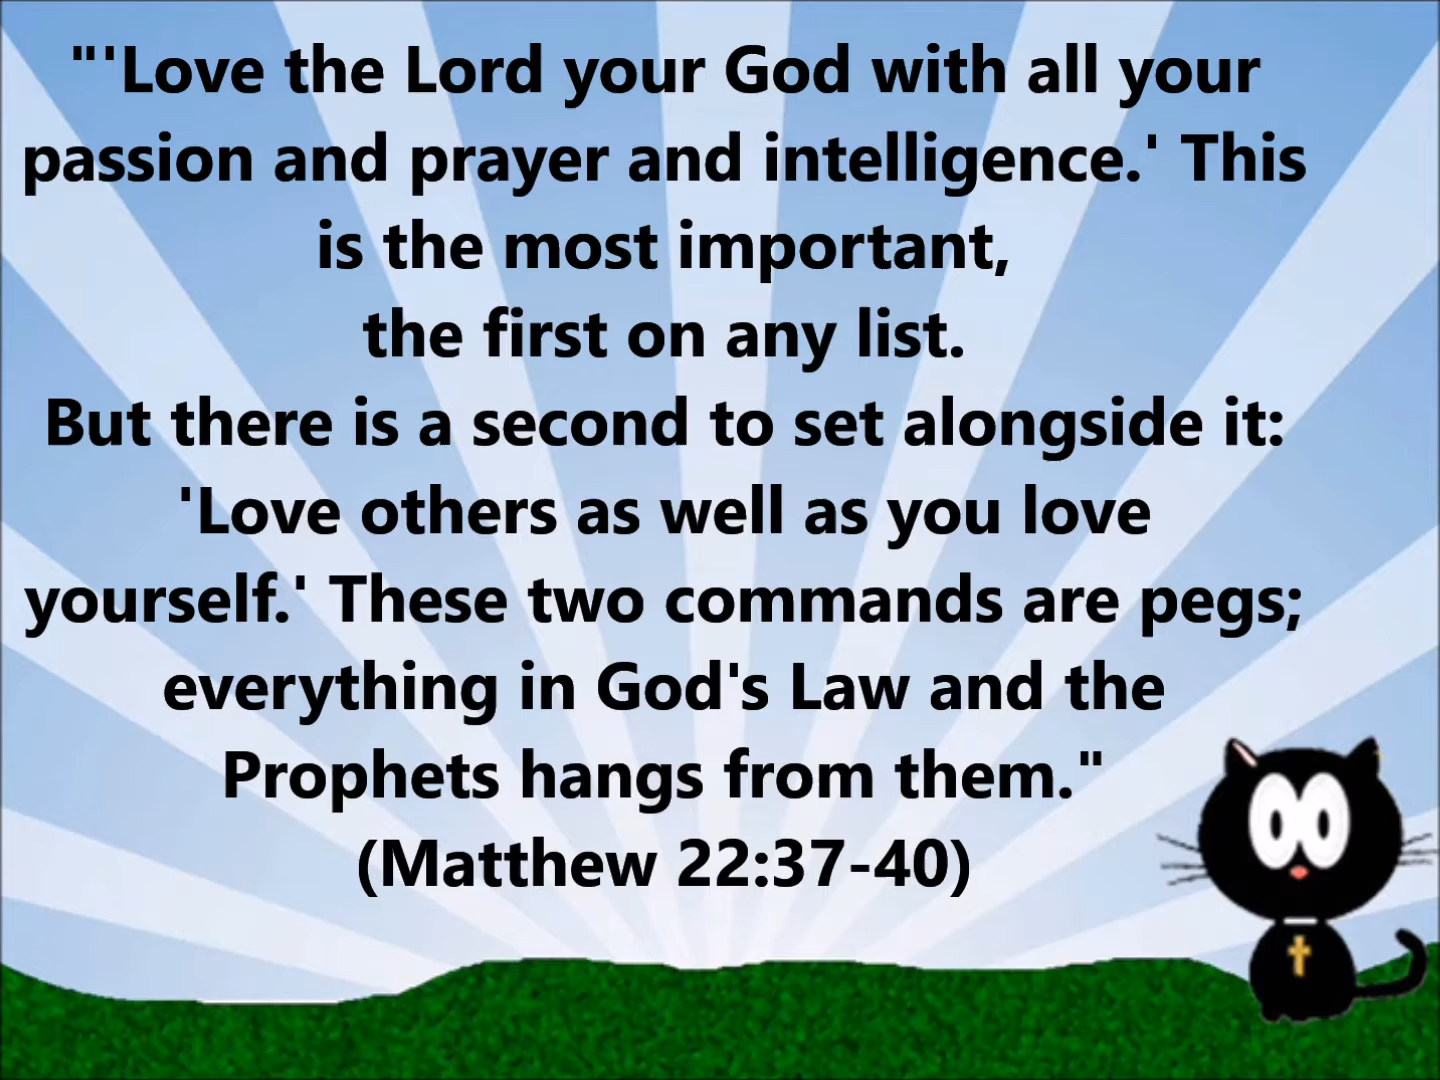 "'Love the Lord your God with all your
passion and prayer and intelligence.' This
is the most important,
the first on any list.
But there is a second to set alongside it:
'Love others as well as you love
yourself.' These two commands are pegs;
everything in God's Law and the
Prophets hangs from them."
(Matthew 22:37-40)